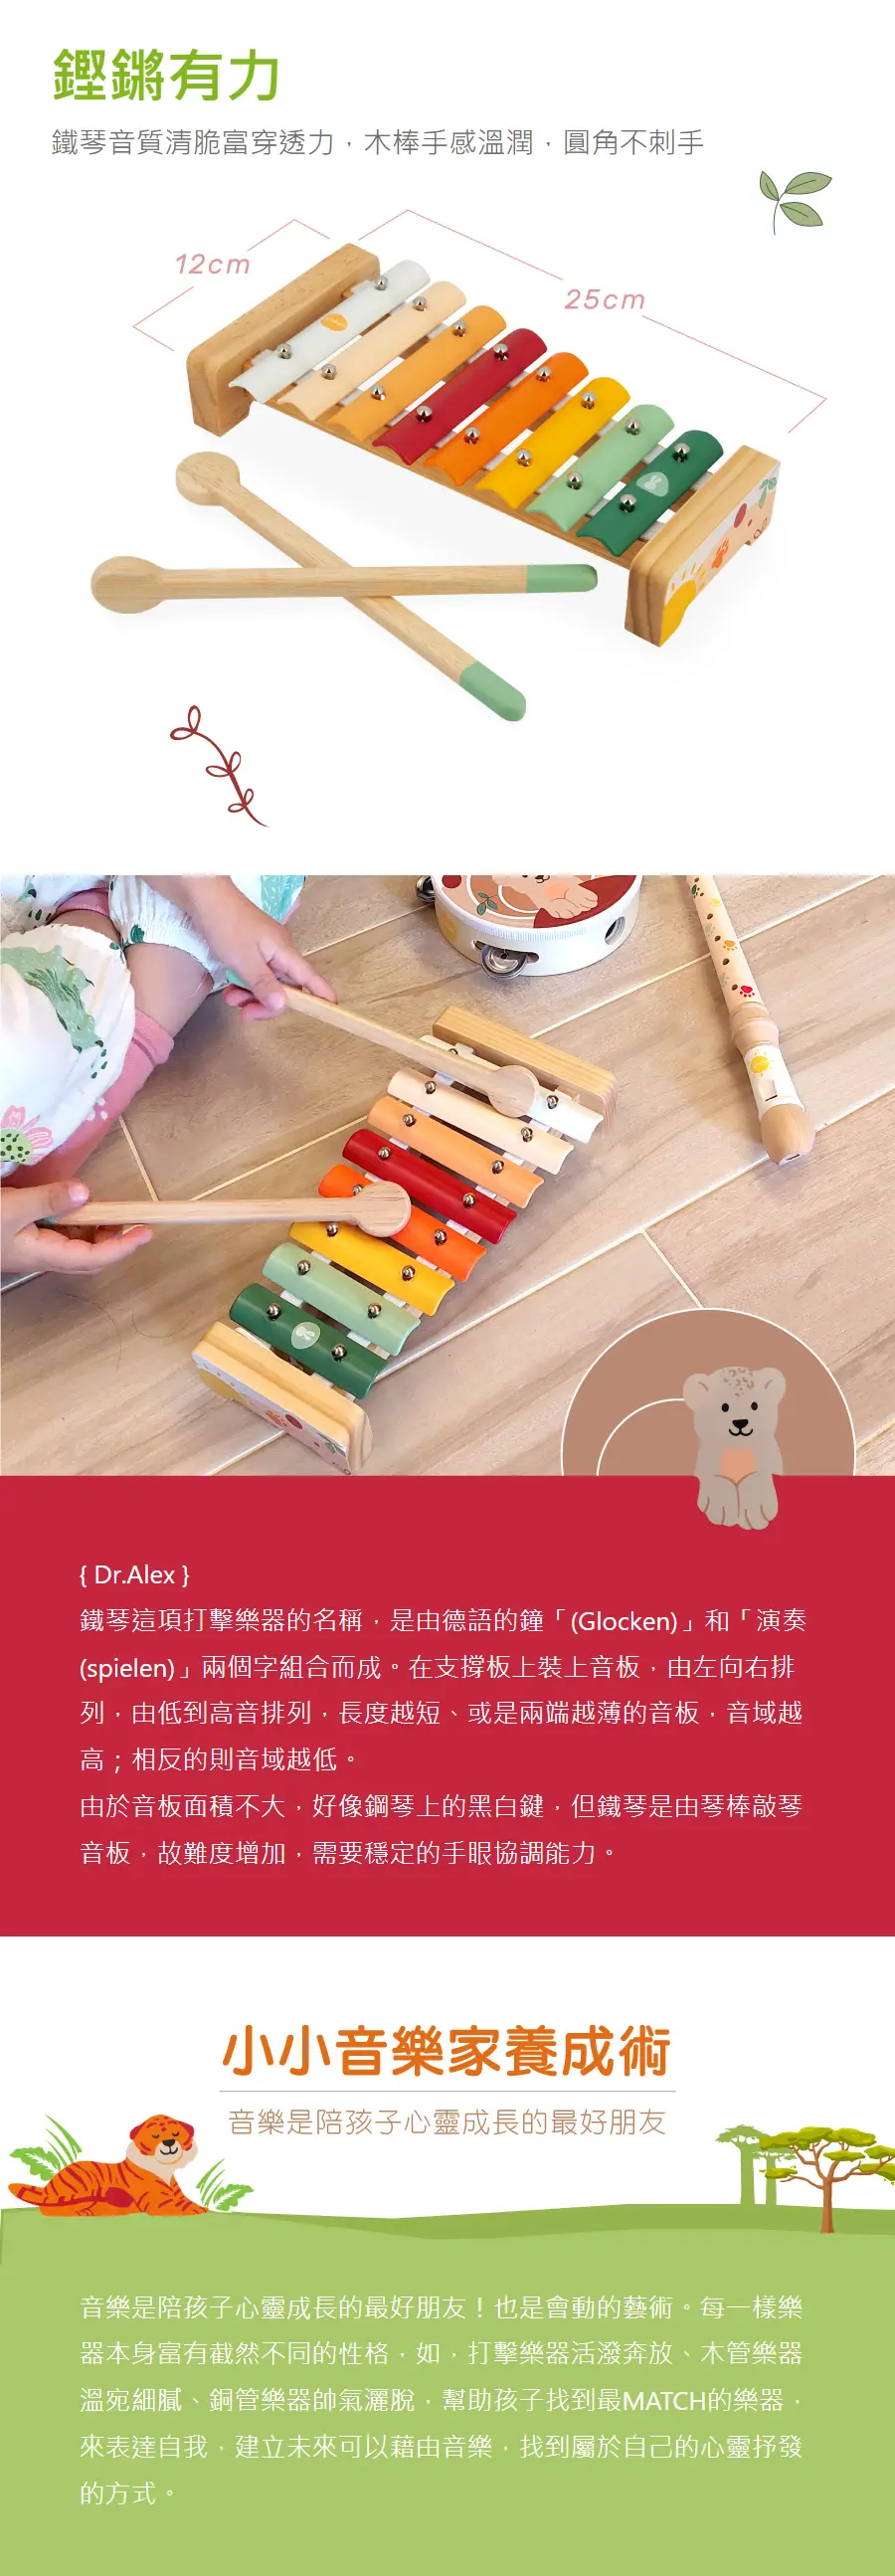 鏗鏘有力
鐵琴音質清脆富穿透力，木棒手感溫潤，圓角不刺手
12cm
25cm
{ Dr.Alex }
鐵琴這項打擊樂器的名稱，是由德語的鐘「(Glocken)」和「演奏
(spielen)」兩個字組合而成。在支撐板上裝上音板，由左向右排
列，由低到高音排列，長度越短、或是兩端越薄的音板，音域越
高；相反的則音域越低。
由於音板面積不大，好像鋼琴上的黑白鍵，但鐵琴是由琴棒敲琴
音板，故難度增加，需要穩定的手眼協調能力。
小小音樂家養成術
音樂是陪孩子心靈成長的最好朋友
音樂是陪孩子心靈成長的最好朋友！也是會動的藝術。每一樣樂
器本身富有截然不同的性格，如，打擊樂器活潑奔放、木管樂器
溫宛細膩、銅管樂器帥氣灑脫，幫助孩子找到最MATCH的樂器，
來表達自我，建立未來可以藉由音樂，找到屬於自己的心靈抒發
的方式。